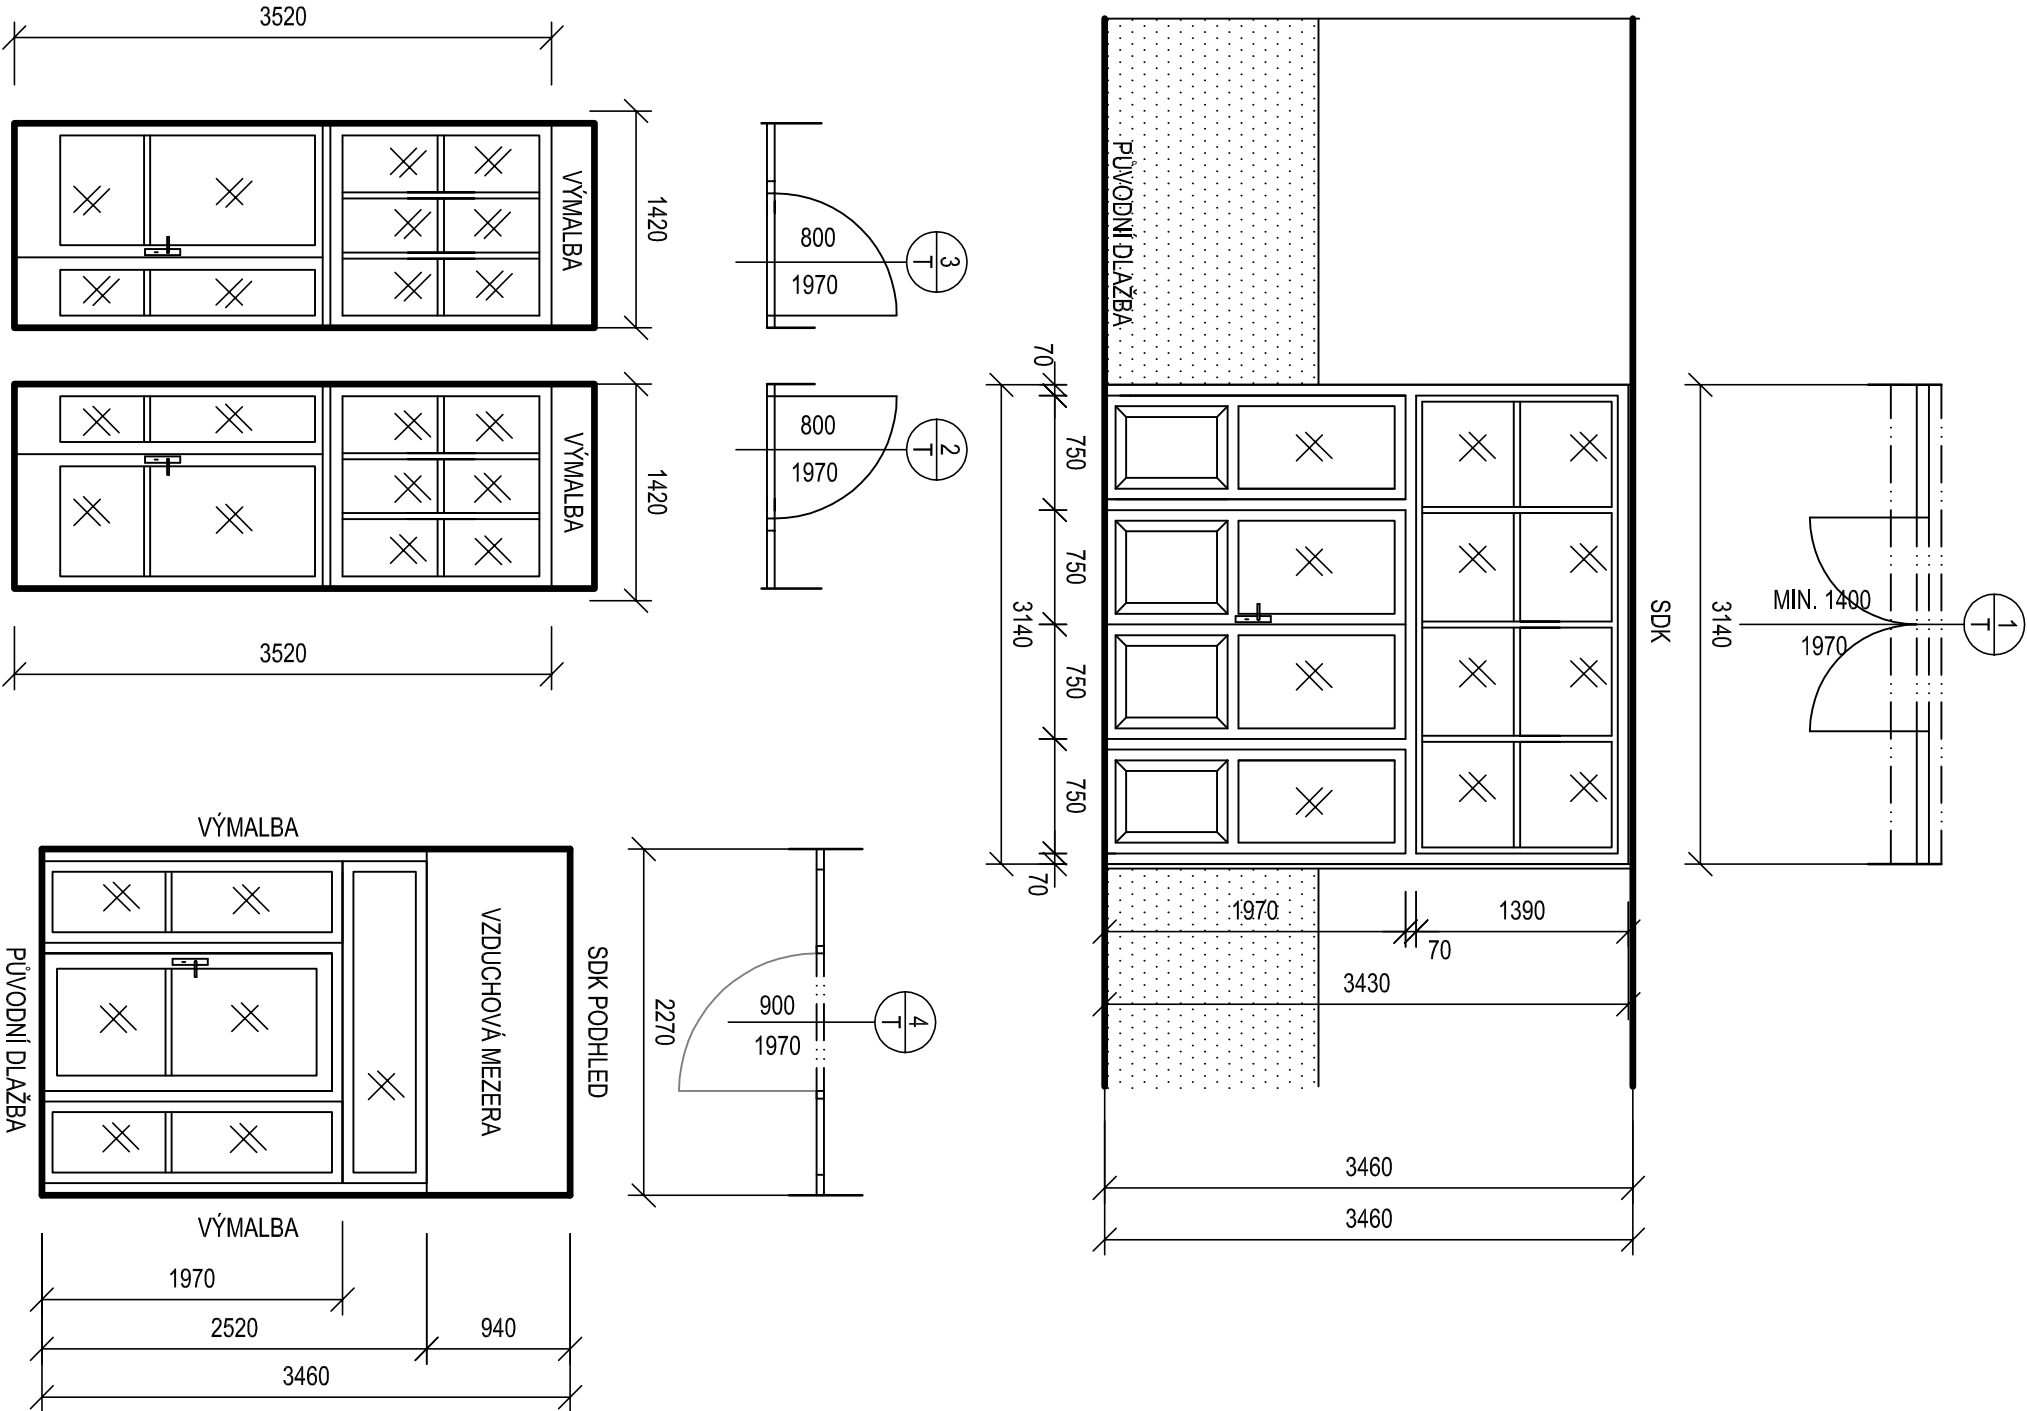 3520
1420
VÝMALBA
800
1970
3
T
PŮVODNÍ DLAŽBA
1420
VÝMALBA
3520
800
1970
2
T
70
750
750
750
750
70
3140
1970
70
1390
3430
3460
3460
SDK
3140
MIN. 1400
1970
1
T
VÝMALBA
PŮVODNÍ DLAŽBA
VZDUCHOVÁ MEZERA
SDK PODHLED
2270
900
1970
4
T
VÝMALBA
1970
2520
940
3460